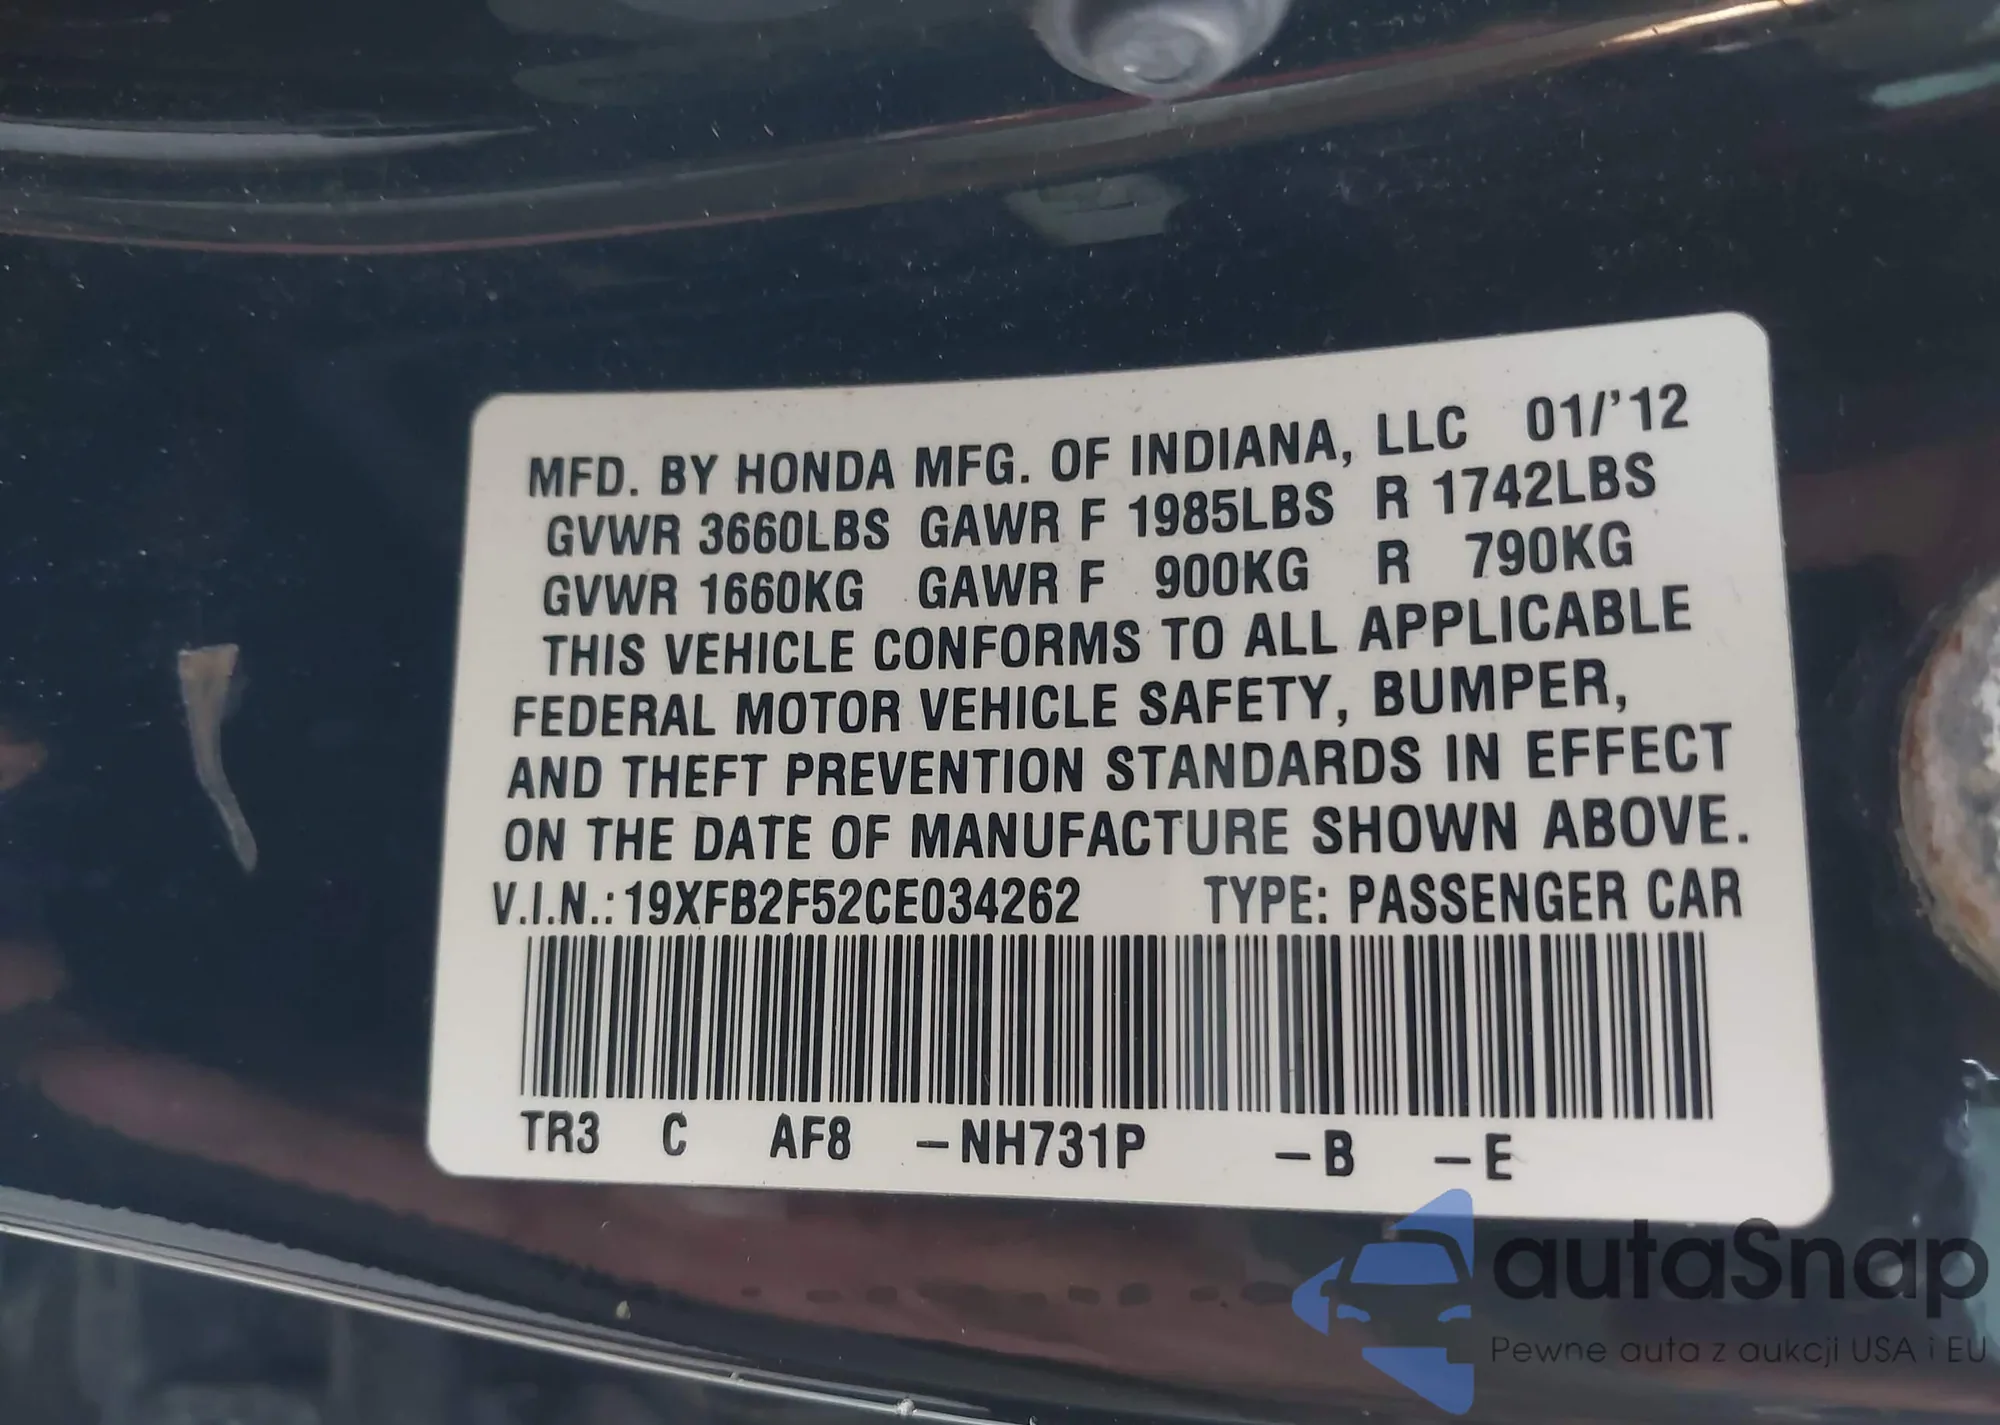 MFD. BY HONDA MFG. OF INDIANA, LLC 01/'12
GVWR 3660LBS GAWR F 1985LBS R 1742LBS
GVWR 1660KG GAWR F 900KG R 790KG
THIS VEHICLE CONFORMS TO ALL APPLICABLE
FEDERAL MOTOR VEHICLE SAFETY, BUMPER,
AND THEFT PREVENTION STANDARDS IN EFFECT
ON THE DATE OF MANUFACTURE SHOWN ABOVE.
V.I.N.: 19XFB2F52CE034262 TYPE: PASSENGER CAR
TR3 C AF8 –NH731P –B –E
autaSnap
Pewne auta z aukcji USA i EU